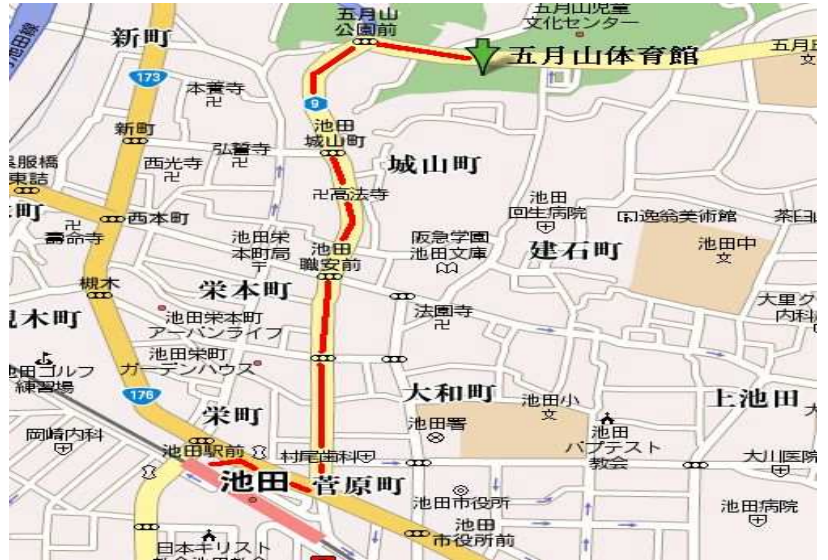 五月山
公園前
五月山児童
文化センター
五月山体育館
新町
173
本養寺
9
池田
城山町
新町
弘誓寺
西光寺
城山町
呉服橋
東詰
高法寺
池田
回生病院
逸翁美術館
西本町
壽命寺
池田栄
本町局
池田
職安前
阪急学園
池田文庫
建石町
池田中
文
槻木
栄本町
法園寺
池田栄本町
アーバンライフ
池田栄町
ガーデンハウス
池田ゴルフ
練習場
176
大和町
池田小
文
上池田
栄町
池田署
池田
バプテスト
教会
岡崎内科
池田駅前
村尾歯科
大川医院
池田
菅原町
池田市役所
池田病院
池田
市役所前
日本キリスト